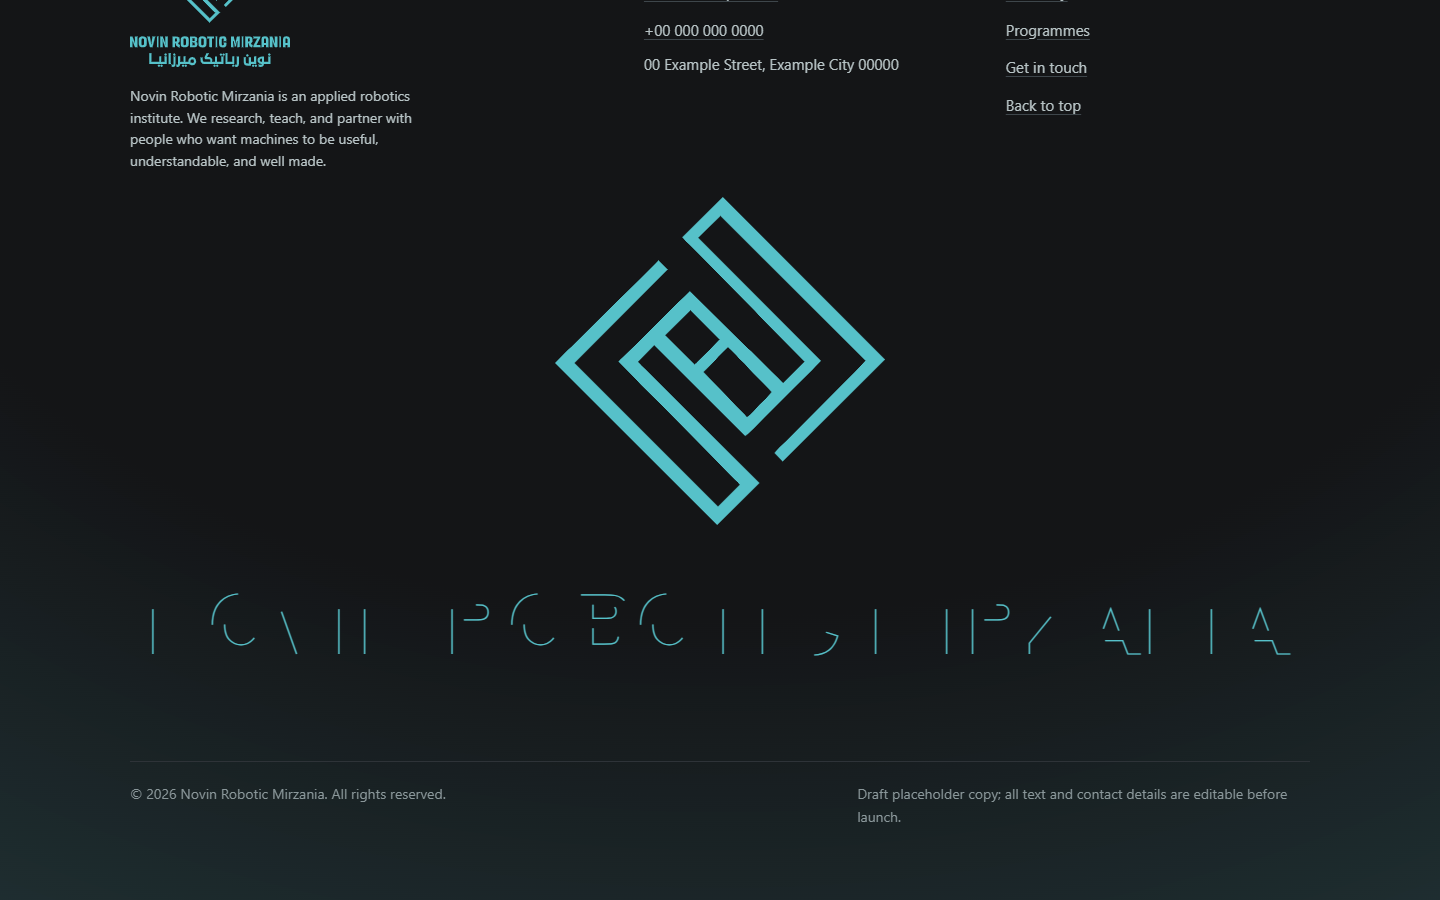 NOVIN ROBOTIC MIRZANIA
نوین رباتیک میرزانیا
Novin Robotic Mirzania is an applied robotics
institute. We research, teach, and partner with
people who want machines to be useful,
understandable, and well made.
+00 000 000 0000
00 Example Street, Example City 00000
Programmes
Get in touch
Back to top
© 2026 Novin Robotic Mirzania. All rights reserved.
Draft placeholder copy; all text and contact details are editable before
launch.